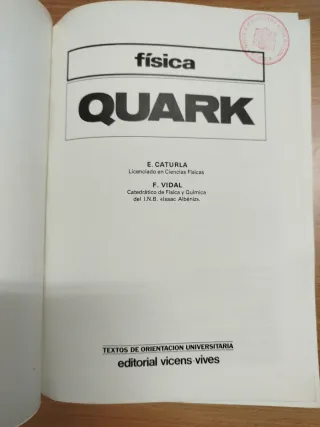 física
QUARK
E. CATURLA
Licenciado en Ciencias Físicas
F. VIDAL
Catedrático de Física y Química
del I.N.B. «Isaac Albéniz».
TEXTOS DE ORIENTACIÓN UNIVERSITARIA
editorial vicens-vives